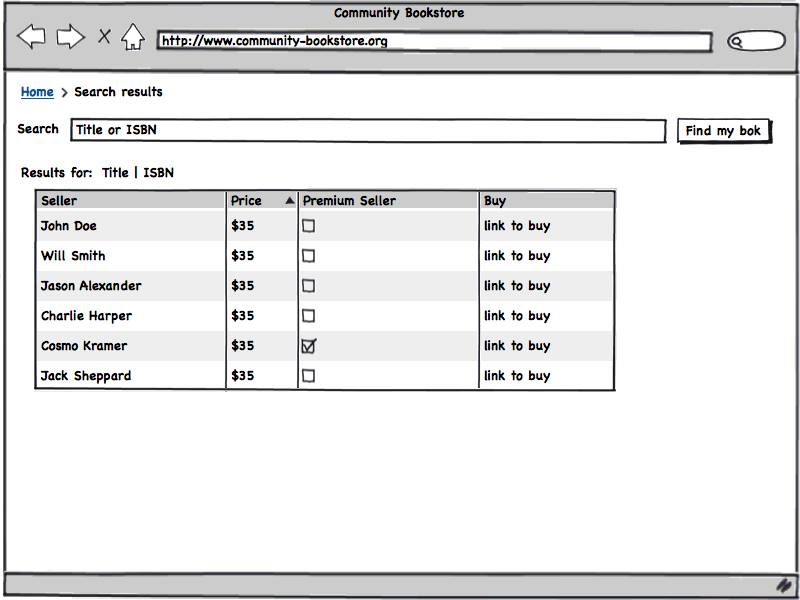 Community Bookstore
http://www.community-bookstore.org
Home > Search results
Search Title or ISBN Find my bok
Results for: Title | ISBN
Seller Price Premium Seller Buy
John Doe $35 link to buy
Will Smith $35 link to buy
Jason Alexander $35 link to buy
Charlie Harper $35 link to buy
Cosmo Kramer $35 link to buy
Jack Sheppard $35 link to buy